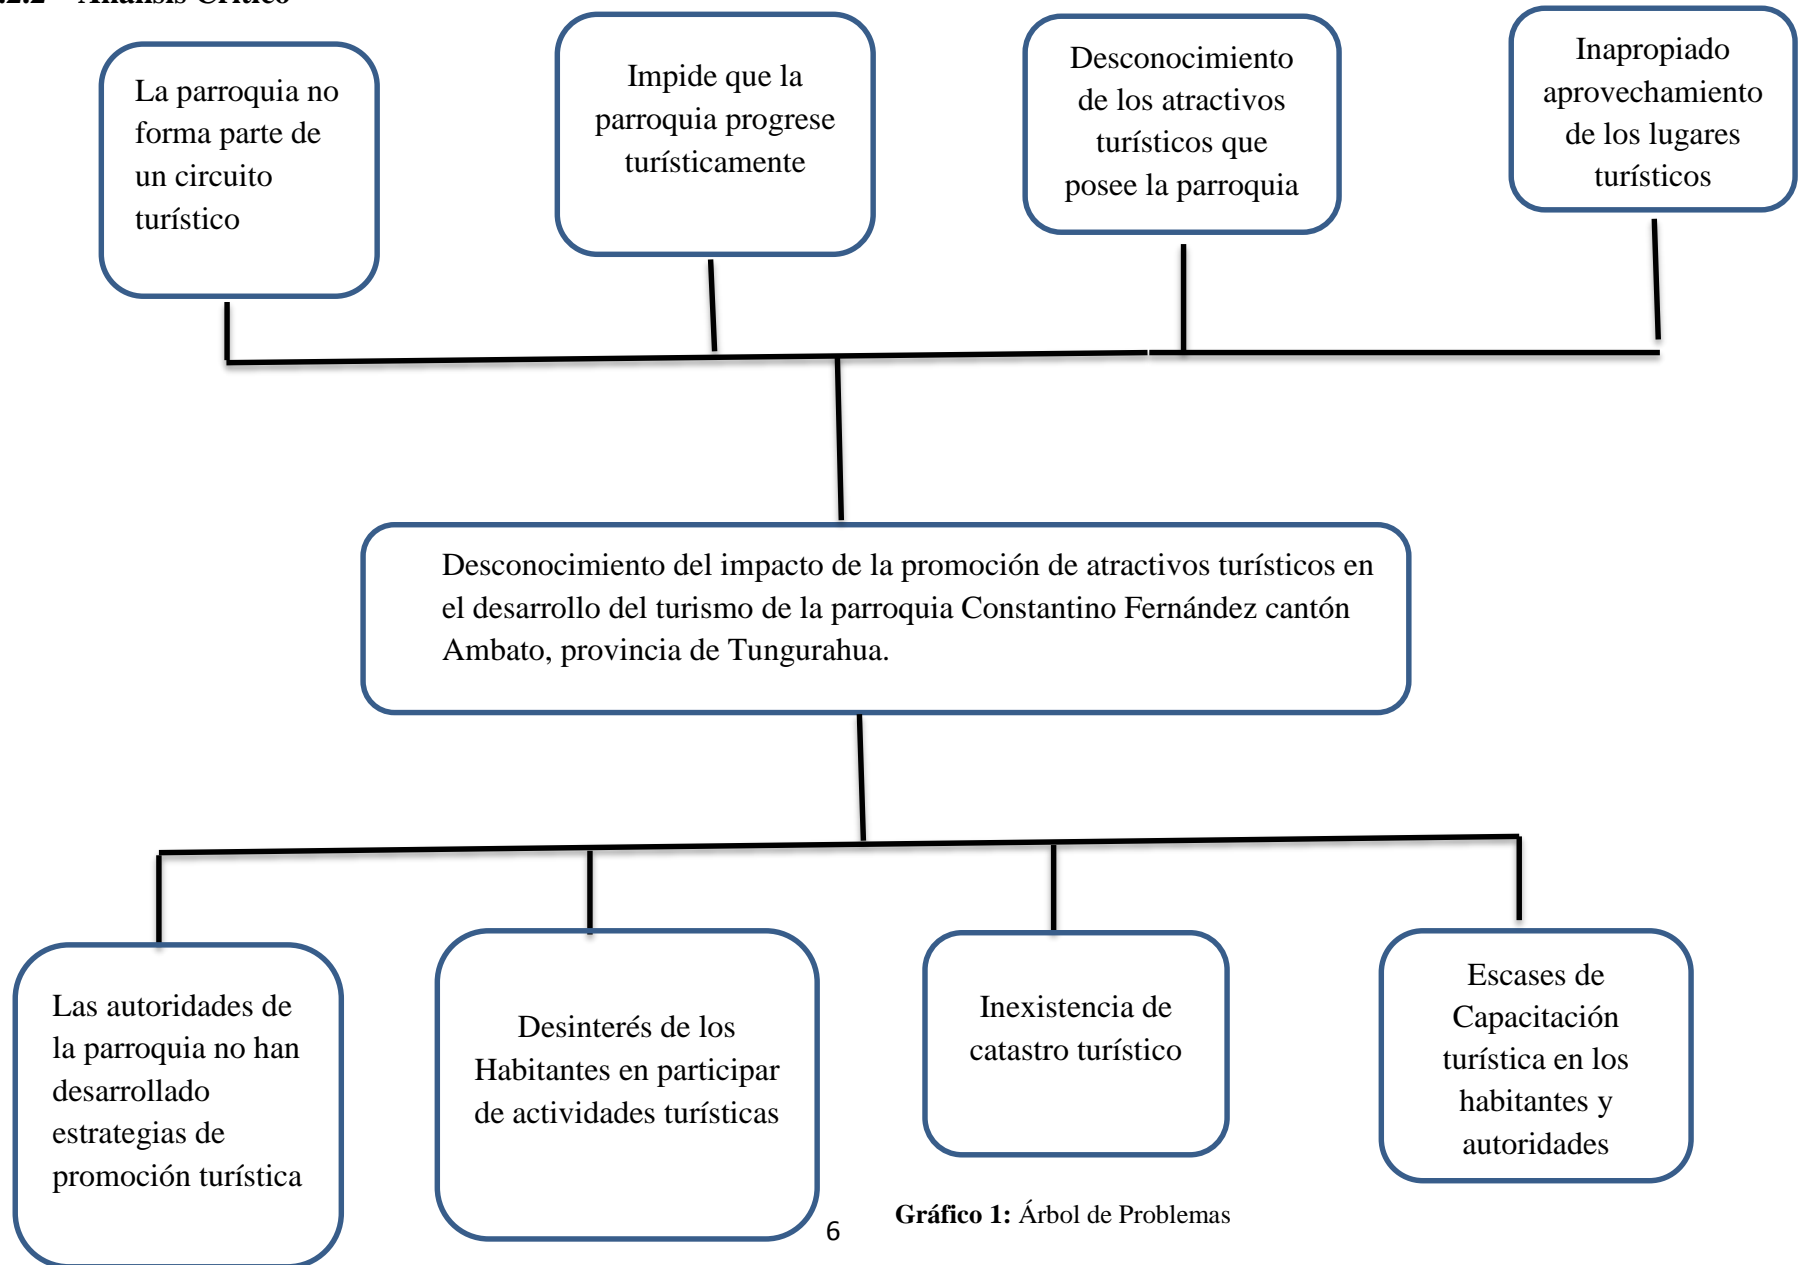 Análisis Crítico
La parroquia no
forma parte de
un circuito
turístico
Impide que la
parroquia progrese
turísticamente
Desconocimiento
de los atractivos
turísticos que
posee la parroquia
Inapropiado
aprovechamiento
de los lugares
turísticos
Desconocimiento del impacto de la promoción de atractivos turísticos en
el desarrollo del turismo de la parroquia Constantino Fernández cantón
Ambato, provincia de Tungurahua.
Las autoridades de
la parroquia no han
desarrollado
estrategias de
promoción turística
Desinterés de los
Habitantes en participar
de actividades turísticas
Inexistencia de
catastro turístico
Escases de
Capacitación
turística en los
habitantes y
autoridades
Gráfico 1: Árbol de Problemas
6